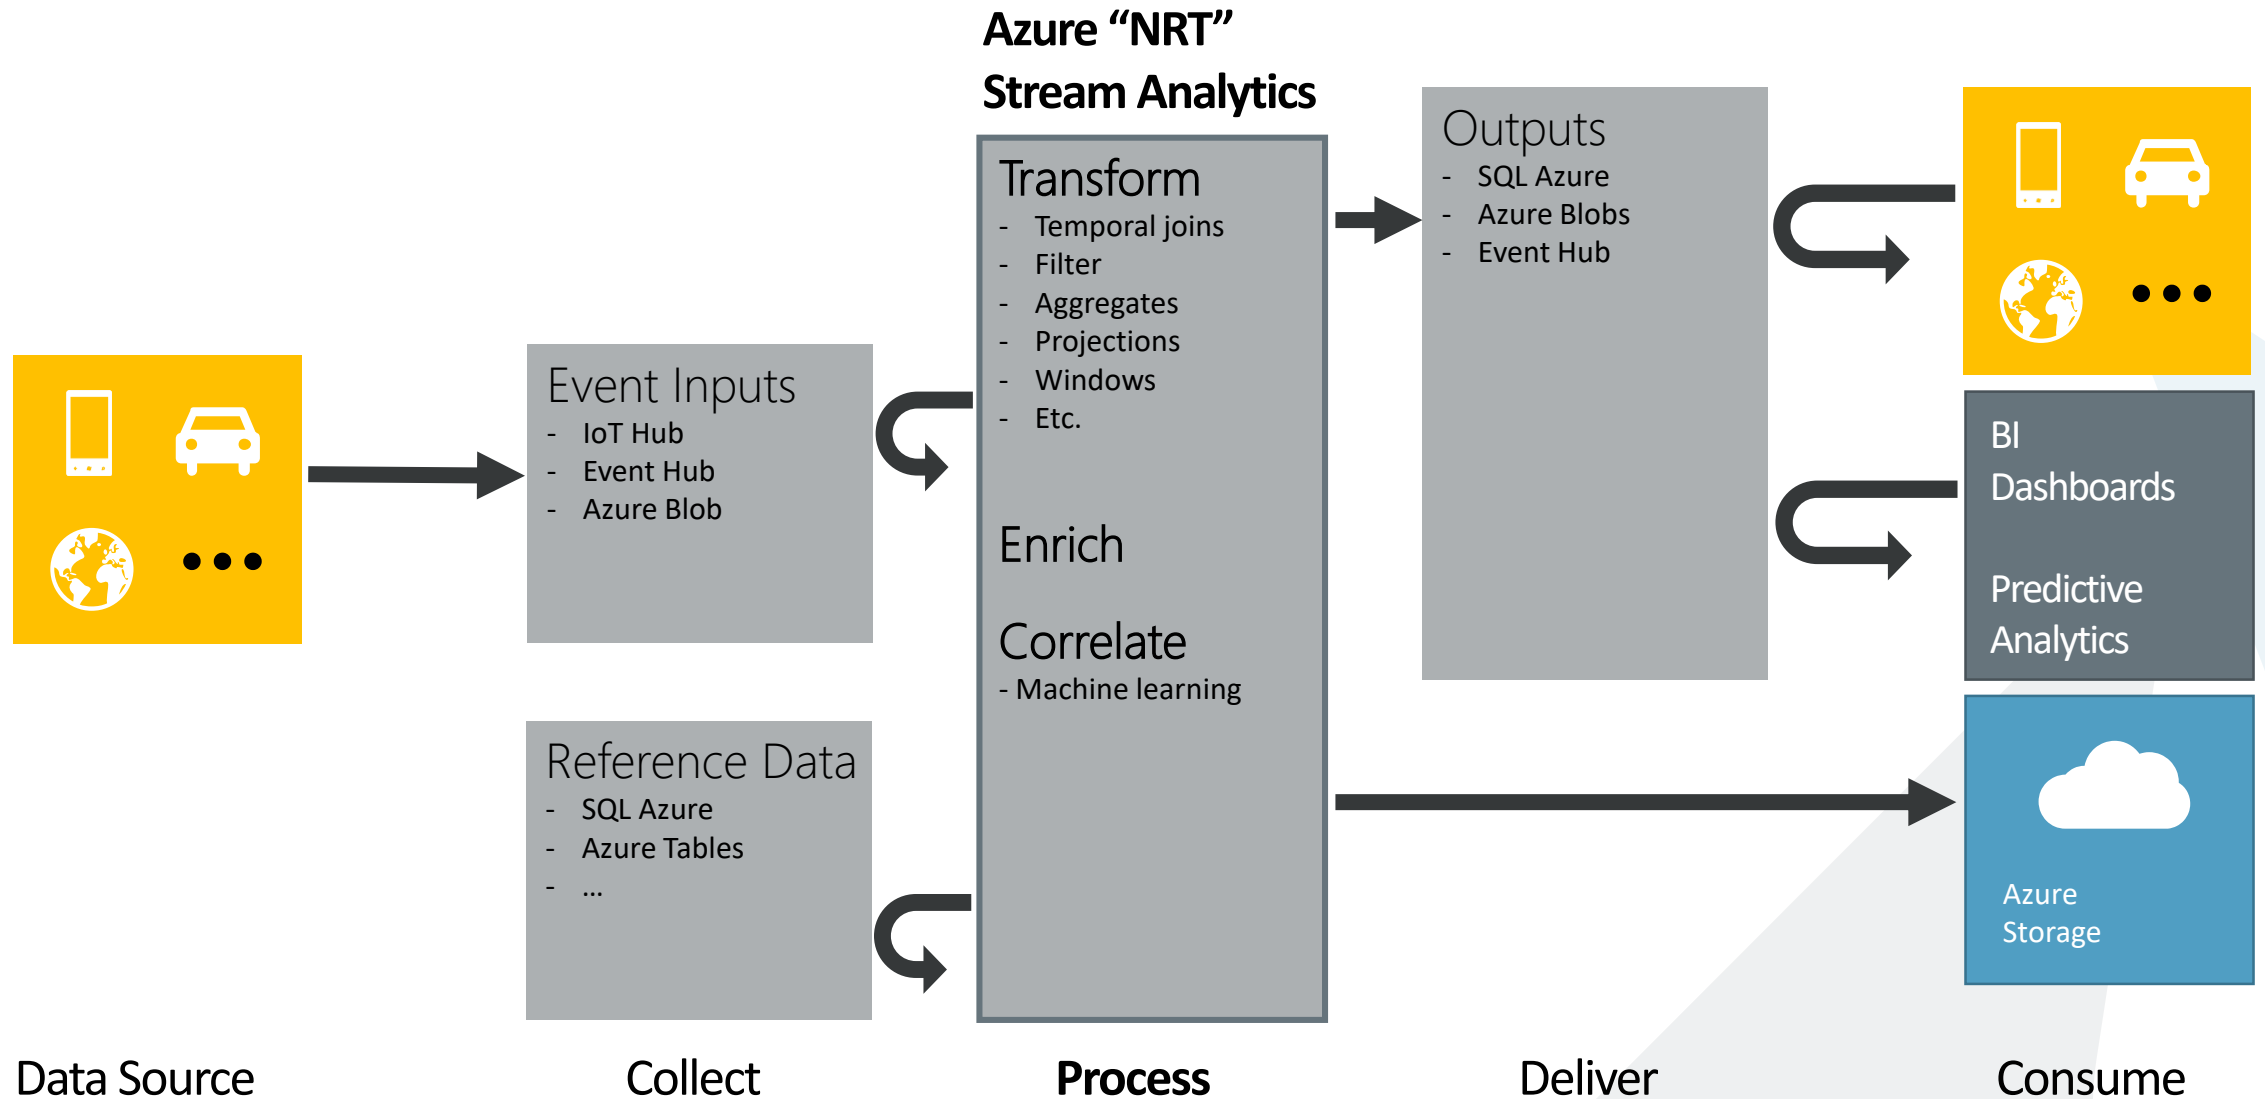 Azure “NRT”
Stream Analytics
Event Inputs
- IoT Hub
- Event Hub
- Azure Blob
Reference Data
- SQL Azure
- Azure Tables
- ...
Transform
- Temporal joins
- Filter
- Aggregates
- Projections
- Windows
- Etc.
Enrich
Correlate
- Machine learning
Outputs
- SQL Azure
- Azure Blobs
- Event Hub
BI
Dashboards
Predictive
Analytics
Azure
Storage
Data Source
Collect
Process
Deliver
Consume